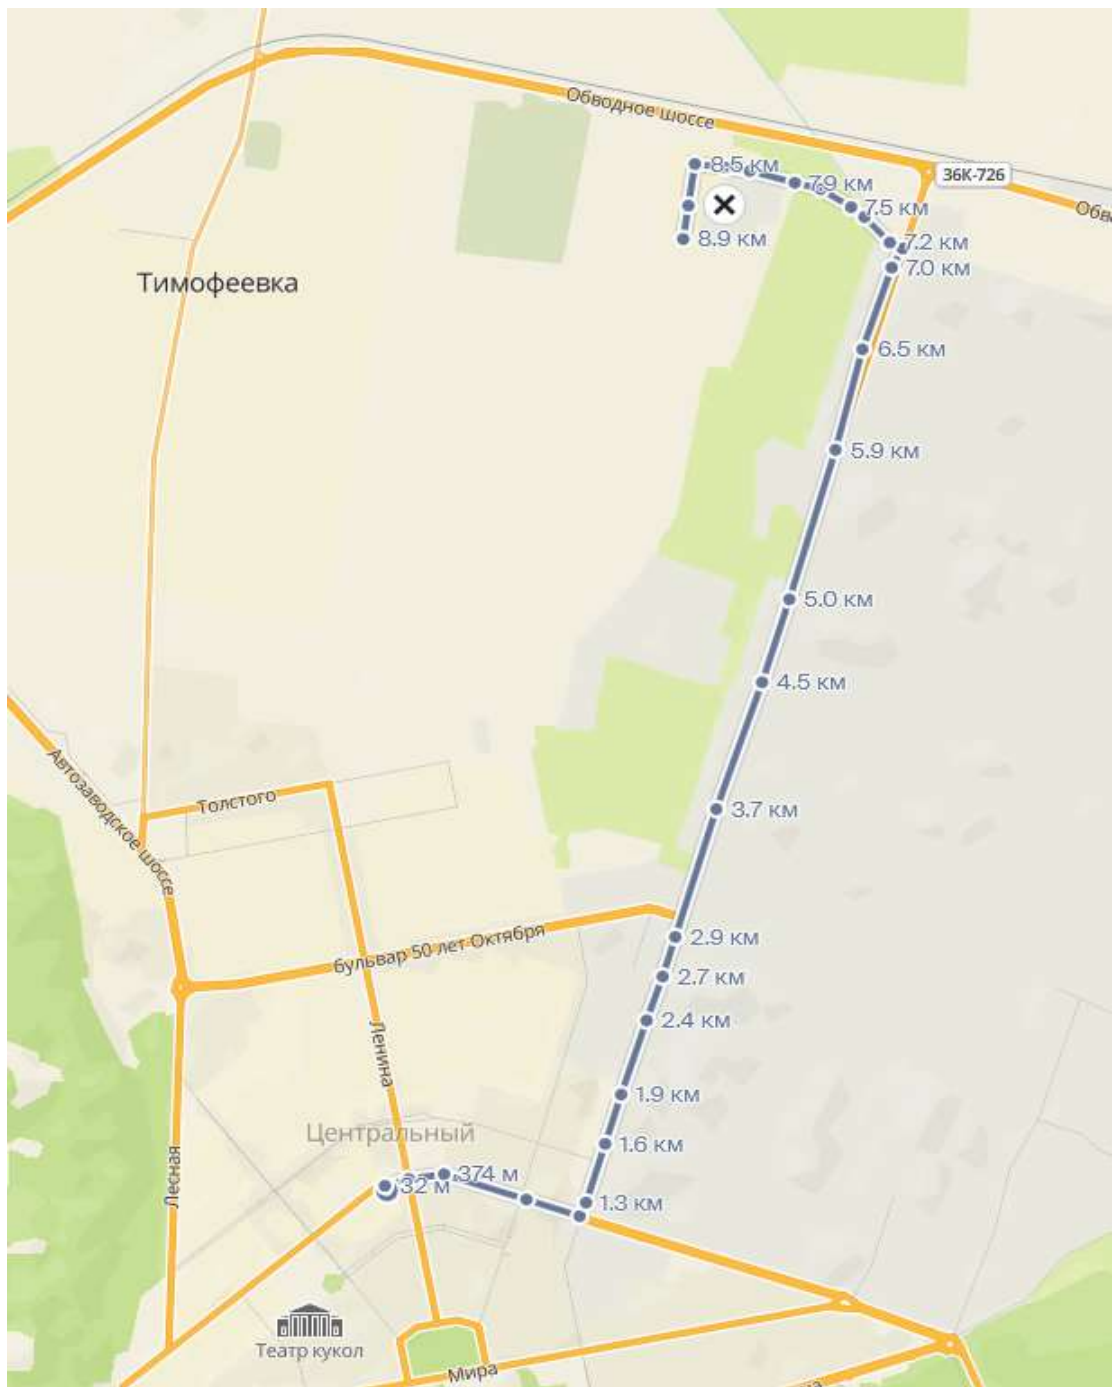 Обводное шоссе
8.5 км
36К-726
7.9 км
7.5 км
Обв
7.2 км
8.9 км
7.0 км
Тимофеевка
6.5 км
5.9 км
5.0 км
4.5 км
Автозаводское шоссе
Толстого
3.7 км
бульвар 50 лет Октября
2.9 км
2.7 км
2.4 км
Ленина
1.9 км
Центральный
1.6 км
Лесная
374 м
32 м
1.3 км
Театр кукол
Мира